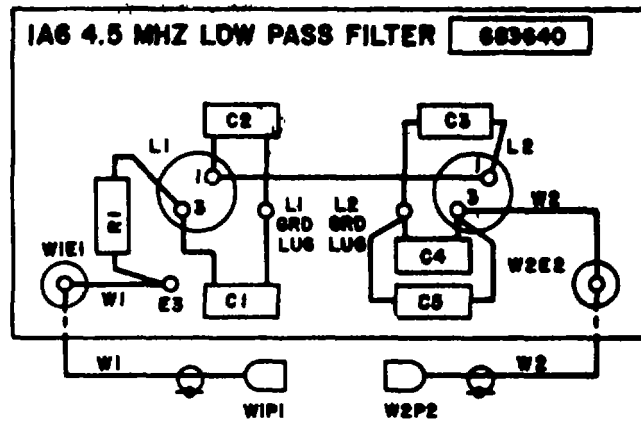 1A6 4.5 MHZ LOW PASS FILTER 683640
C2
C3
L1
L2
1
1
3
3
R1
L1 GRD LUG
L2 GRD LUG
W2
W1E1
C4
W2E2
W1
E3
C1
C5
W1
W2
W1P1
W2P2